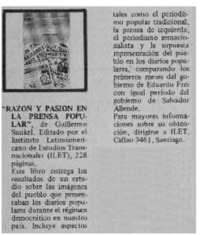 "RAZON Y PASION EN
LA PRENSA POPU-
LAR", de Guillermo
Sunkel. Editado por el
Instituto Latinoameri-
cano de Estudios Trans-
nacionales (ILET), 228
páginas.
Este libro entrega los
resultados de un estu-
dio sobre las imágenes
del pueblo que presen-
taban los diarios popu-
lares durante el régimen
democrático en nuestro
país. Incluye aspectos
tales como el periodis-
mo popular tradicional,
la prensa de izquierda,
el periodismo sensacio-
nalista y la supuesta
representación del pue-
blo en los diarios popu-
lares, comparando los
primeros meses del go-
bierno de Eduardo Frei
con igual período del
gobierno de Salvador
Allende.
Para mayores informa-
ciones sobre su obten-
ción, dirigirse a ILET,
Callao 3461, Santiago.